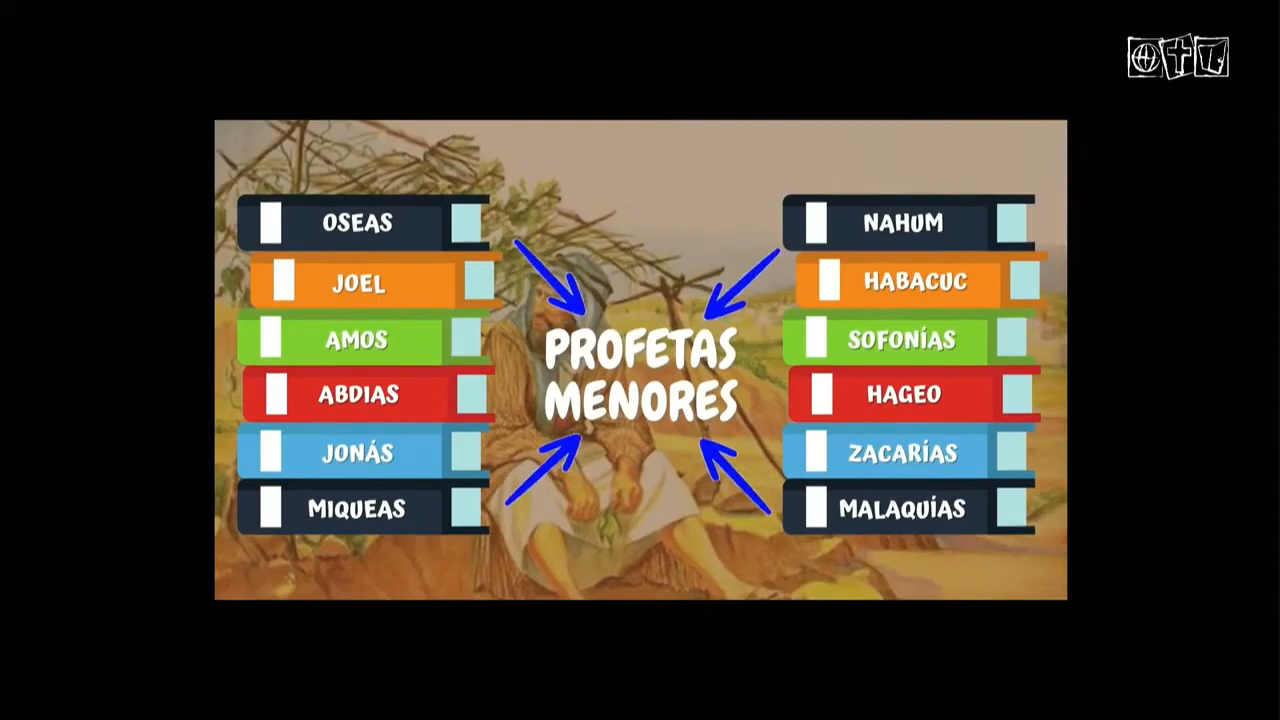 OSEAS
JOEL
AMOS
ABDIAS
JONÁS
MIQUEAS
PROFETAS
MENORES
NAHUM
HABACUC
SOFONÍAS
HAGEO
ZACARÍAS
MALAQUÍAS